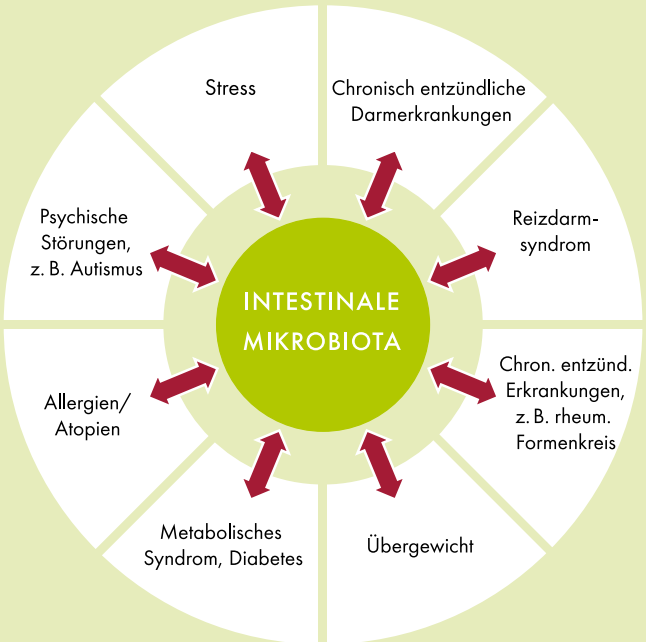 Stress
Chronisch entzündliche
Darmerkrankungen
Reizdarm-
syndrom
Chron. entzünd.
Erkrankungen,
z. B. rheum.
Formenkreis
Übergewicht
Metabolisches
Syndrom, Diabetes
Allergien/
Atopien
Psychische
Störungen,
z. B. Autismus
INTESTINALE
MIKROBIOTA